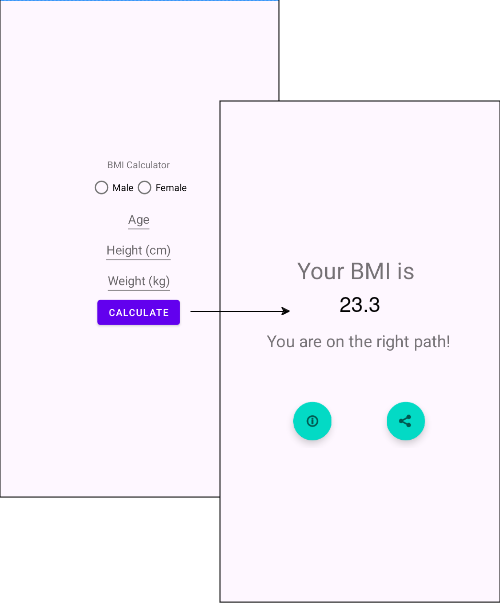 BMI Calculator
Male Female
Age
Height (cm)
Weight (kg)
CALCULATE
Your BMI is
23.3
You are on the right path!